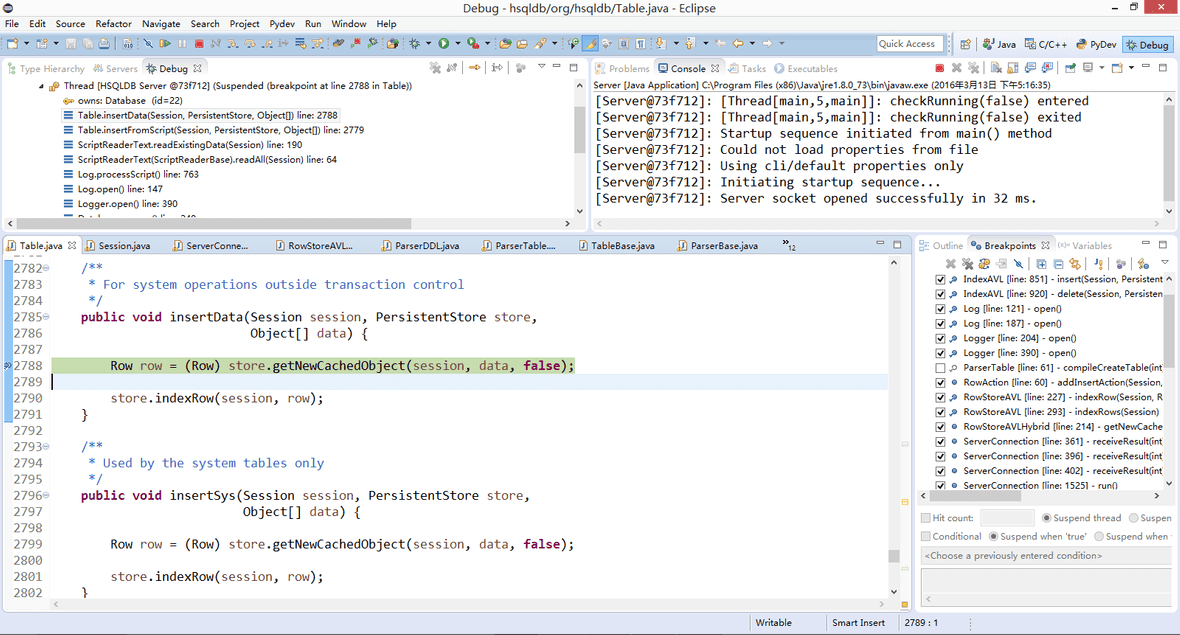 Debug - hsqldb/org/hsqldb/Table.java - Eclipse
File Edit Source Refactor Navigate Search Project Pydev Run Window Help
Quick Access Java C/C++ PyDev Debug
Type Hierarchy Servers Debug
Thread [HSQLDB Server @73f712] (Suspended (breakpoint at line 2788 in Table))
owns: Database (id=22)
Table.insertData(Session, PersistentStore, Object[]) line: 2788
Table.insertFromScript(Session, PersistentStore, Object[]) line: 2779
ScriptReaderText.readExistingData(Session) line: 190
ScriptReaderText(ScriptReaderBase).readAll(Session) line: 64
Log.processScript() line: 763
Log.open() line: 147
Logger.open() line: 390
Problems Console Tasks Executables
Server [Java Application] C:\Program Files (x86)\Java\jre1.8.0_73\bin\javaw.exe (2016年3月13日 下午5:16:35)
[Server@73f712]: [Thread[main,5,main]]: checkRunning(false) entered
[Server@73f712]: [Thread[main,5,main]]: checkRunning(false) exited
[Server@73f712]: Startup sequence initiated from main() method
[Server@73f712]: Could not load properties from file
[Server@73f712]: Using cli/default properties only
[Server@73f712]: Initiating startup sequence...
[Server@73f712]: Server socket opened successfully in 32 ms.
Table.java Session.java ServerConne... RowStoreAVL... ParserDDL.java ParserTable.... TableBase.java ParserBase.java »12
2782 /**
2783 * For system operations outside transaction control
2784 */
2785 public void insertData(Session session, PersistentStore store,
2786 Object[] data) {
2787
2788 Row row = (Row) store.getNewCachedObject(session, data, false);
2789
2790 store.indexRow(session, row);
2791 }
2792
2793 /**
2794 * Used by the system tables only
2795 */
2796 public void insertSys(Session session, PersistentStore store,
2797 Object[] data) {
2798
2799 Row row = (Row) store.getNewCachedObject(session, data, false);
2800
2801 store.indexRow(session, row);
2802 }
Outline Breakpoints Variables
IndexAVL [line: 851] - insert(Session, Persistent
IndexAVL [line: 920] - delete(Session, Persisten
Log [line: 121] - open()
Log [line: 187] - open()
Logger [line: 204] - open()
Logger [line: 390] - open()
ParserTable [line: 61] - compileCreateTable(int
RowAction [line: 60] - addInsertAction(Session,
RowStoreAVL [line: 227] - indexRow(Session, R
RowStoreAVL [line: 293] - indexRows(Session)
RowStoreAVLHybrid [line: 214] - getNewCache
ServerConnection [line: 361] - receiveResult(int
ServerConnection [line: 396] - receiveResult(int
ServerConnection [line: 402] - receiveResult(int
ServerConnection [line: 1525] - run()
Hit count: Suspend thread Suspen
Conditional Suspend when 'true' Suspend when
<Choose a previously entered condition>
Writable Smart Insert 2789 : 1